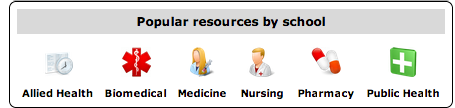 Popular resources by school
Allied Health Biomedical Medicine Nursing Pharmacy Public Health